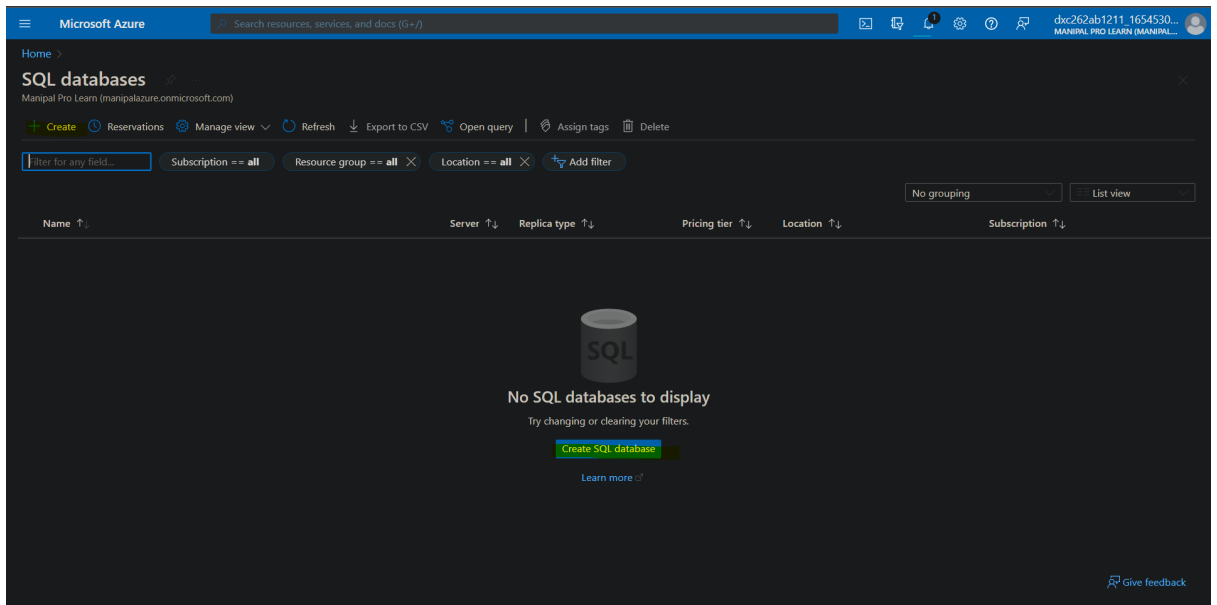 Microsoft Azure
Search resources, services, and docs (G+/)
1
dxc262ab1211_1654530...
MANIPAL PRO LEARN (MANIPAL...
Home >
SQL databases ...
Manipal Pro Learn (manipalazure.onmicrosoft.com)
+ Create Reservations Manage view Refresh Export to CSV Open query | Assign tags Delete
Filter for any field... Subscription == all Resource group == all Location == all Add filter
No grouping List view
Name ↑↓ Server ↑↓ Replica type ↑↓ Pricing tier ↑↓ Location ↑↓ Subscription ↑↓
SQL
No SQL databases to display
Try changing or clearing your filters.
Create SQL database
Learn more
Give feedback